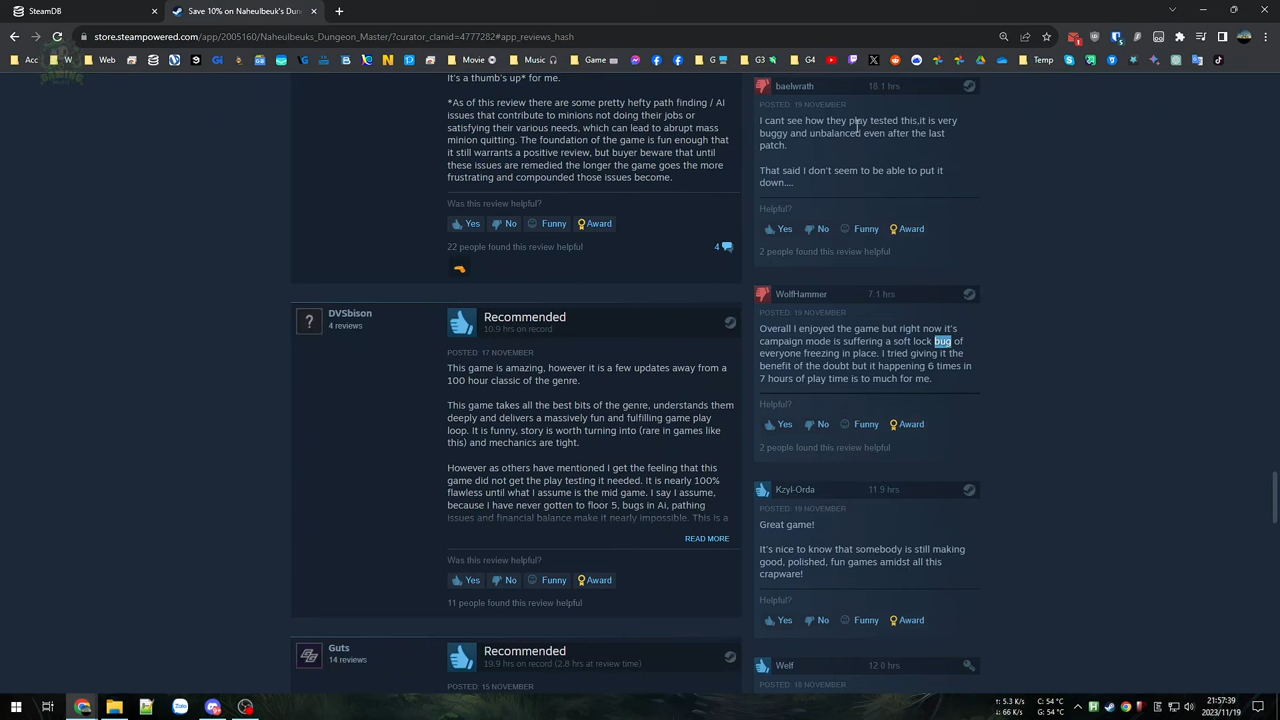 SteamDB
Save 10% on Naheulbeuk's Dun
store.steampowered.com/app/2005160/Naheulbeuks_Dungeon_Master/?curator_clanid=4777282#app_reviews_hash
Acc
W
Web
Music
Game
G
G4
Temp
GAMING
It's a thumb's up* for me.
*As of this review there are some pretty hefty path finding / AI
issues that contribute to minions not doing their jobs or
satisfying their various needs, which can lead to abrupt mass
minion quitting. The foundation of the game is fun enough that
it still warrants a positive review, but buyer beware that until
these issues are remedied the longer the game goes the more
frustrating and compounded those issues become.
Was this review helpful?
Yes No Funny Award
22 people found this review helpful
4
DVSbison
4 reviews
Recommended
10.9 hrs on record
POSTED: 17 NOVEMBER
This game is amazing, however it is a few updates away from a
100 hour classic of the genre.
This game takes all the best bits of the genre, understands them
deeply and delivers a massively fun and fulfilling game play
loop. It is funny, story is worth turning into (rare in games like
this) and mechanics are tight.
However as others have mentioned I get the feeling that this
game did not get the play testing it needed. It is nearly 100%
flawless until what I assume is the mid game. I say I assume,
because I have never gotten to floor 5, bugs in Ai, pathing
issues and financial balance make it nearly impossible. This is a
READ MORE
Was this review helpful?
Yes No Funny Award
11 people found this review helpful
Guts
14 reviews
Recommended
19.9 hrs on record (2.8 hrs at review time)
POSTED: 15 NOVEMBER
baelwrath 18.1 hrs
POSTED: 19 NOVEMBER
I cant see how they play tested this,it is very
buggy and unbalanced even after the last
patch.
That said I don't seem to be able to put it
down....
Helpful?
Yes No Funny Award
2 people found this review helpful
WolfHammer 7.1 hrs
POSTED: 19 NOVEMBER
Overall I enjoyed the game but right now it's
campaign mode is suffering a soft lock bug of
everyone freezing in place. I tried giving it the
benefit of the doubt but it happening 6 times in
7 hours of play time is to much for me.
Helpful?
Yes No Funny Award
2 people found this review helpful
Kzyl-Orda 11.9 hrs
POSTED: 19 NOVEMBER
Great game!
It's nice to know that somebody is still making
good, polished, fun games amidst all this
crapware!
Helpful?
Yes No Funny Award
Welf 12.0 hrs
POSTED: 18 NOVEMBER
Zalo
↑: 5.3 K/s C: 54 °C
↓: 66 K/s G: 54 °C
21:57:39
2023/11/19